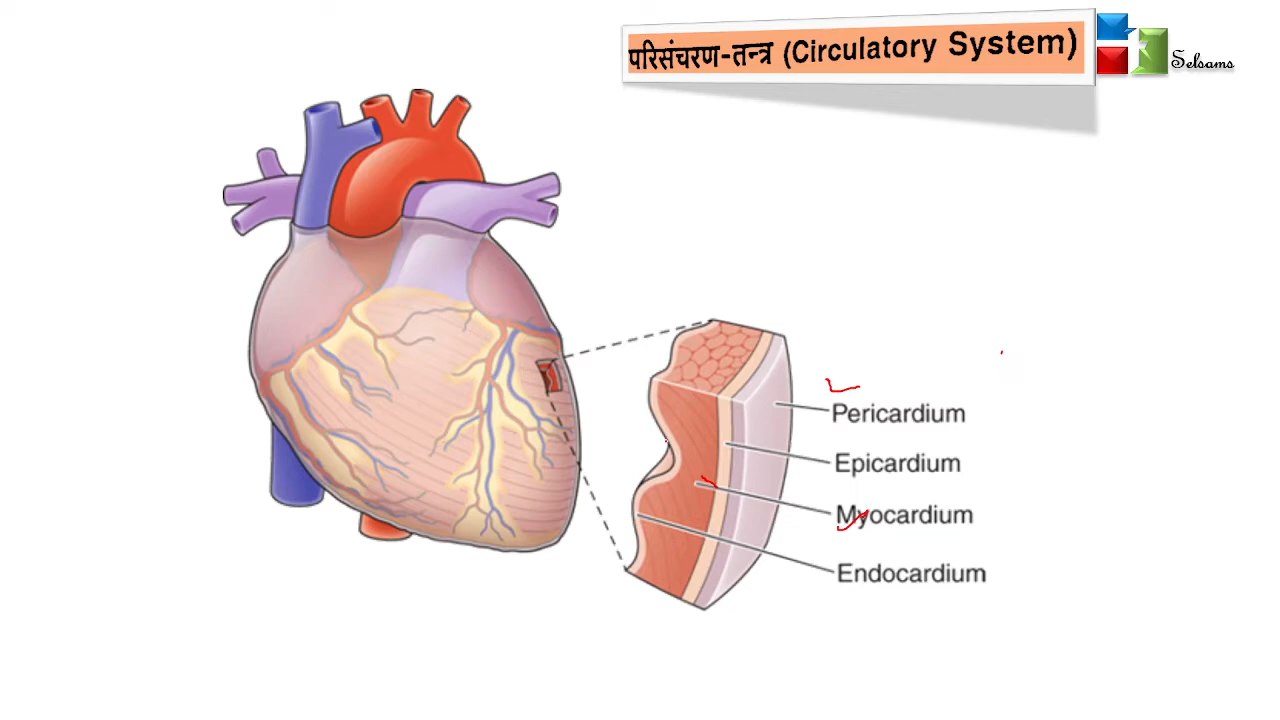 परिसंचरण-तन्त्र (Circulatory System)
Selsams
Pericardium
Epicardium
Myocardium
Endocardium